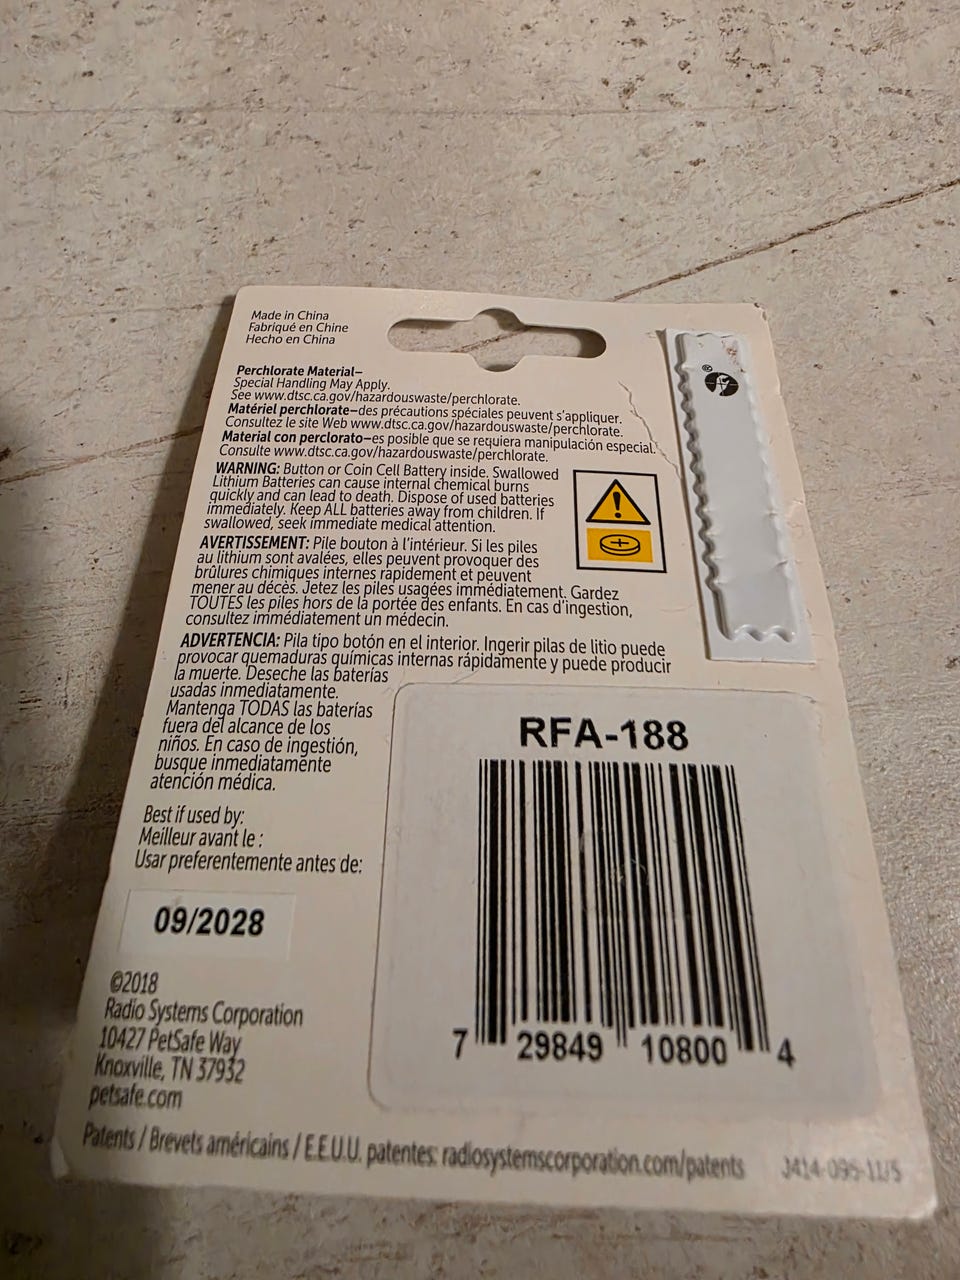 Made in China
Fabriqué en Chine
Hecho en China
Perchlorate Material–
Special Handling May Apply.
See www.dtsc.ca.gov/hazardouswaste/perchlorate.
Matériel perchlorate–des précautions spéciales peuvent s'appliquer.
Consultez le site Web www.dtsc.ca.gov/hazardouswaste/perchlorate.
Material con perclorato–es posible que se requiera manipulación especial.
Consulte www.dtsc.ca.gov/hazardouswaste/perchlorate.
WARNING: Button or Coin Cell Battery inside. Swallowed
Lithium Batteries can cause internal chemical burns
quickly and can lead to death. Dispose of used batteries
immediately. Keep ALL batteries away from children. If
swallowed, seek immediate medical attention.
AVERTISSEMENT: Pile bouton à l'intérieur. Si les piles
au lithium sont avalées, elles peuvent provoquer des
brûlures chimiques internes rapidement et peuvent
mener au décès. Jetez les piles usagées immédiatement. Gardez
TOUTES les piles hors de la portée des enfants. En cas d'ingestion,
consultez immédiatement un médecin.
ADVERTENCIA: Pila tipo botón en el interior. Ingerir pilas de litio puede
provocar quemaduras químicas internas rápidamente y puede producir
la muerte. Deseche las baterías
usadas inmediatamente.
Mantenga TODAS las baterías
fuera del alcance de los
niños. En caso de ingestión,
busque inmediatamente
atención médica.
Best if used by:
Meilleur avant le :
Usar preferentemente antes de:
09/2028
©2018
Radio Systems Corporation
10427 PetSafe Way
Knoxville, TN 37932
petsafe.com
RFA-188
7 29849 10800 4
Patents / Brevets américains / E.E.U.U. patentes: radiosystemscorporation.com/patents
J414-095-11/5
®